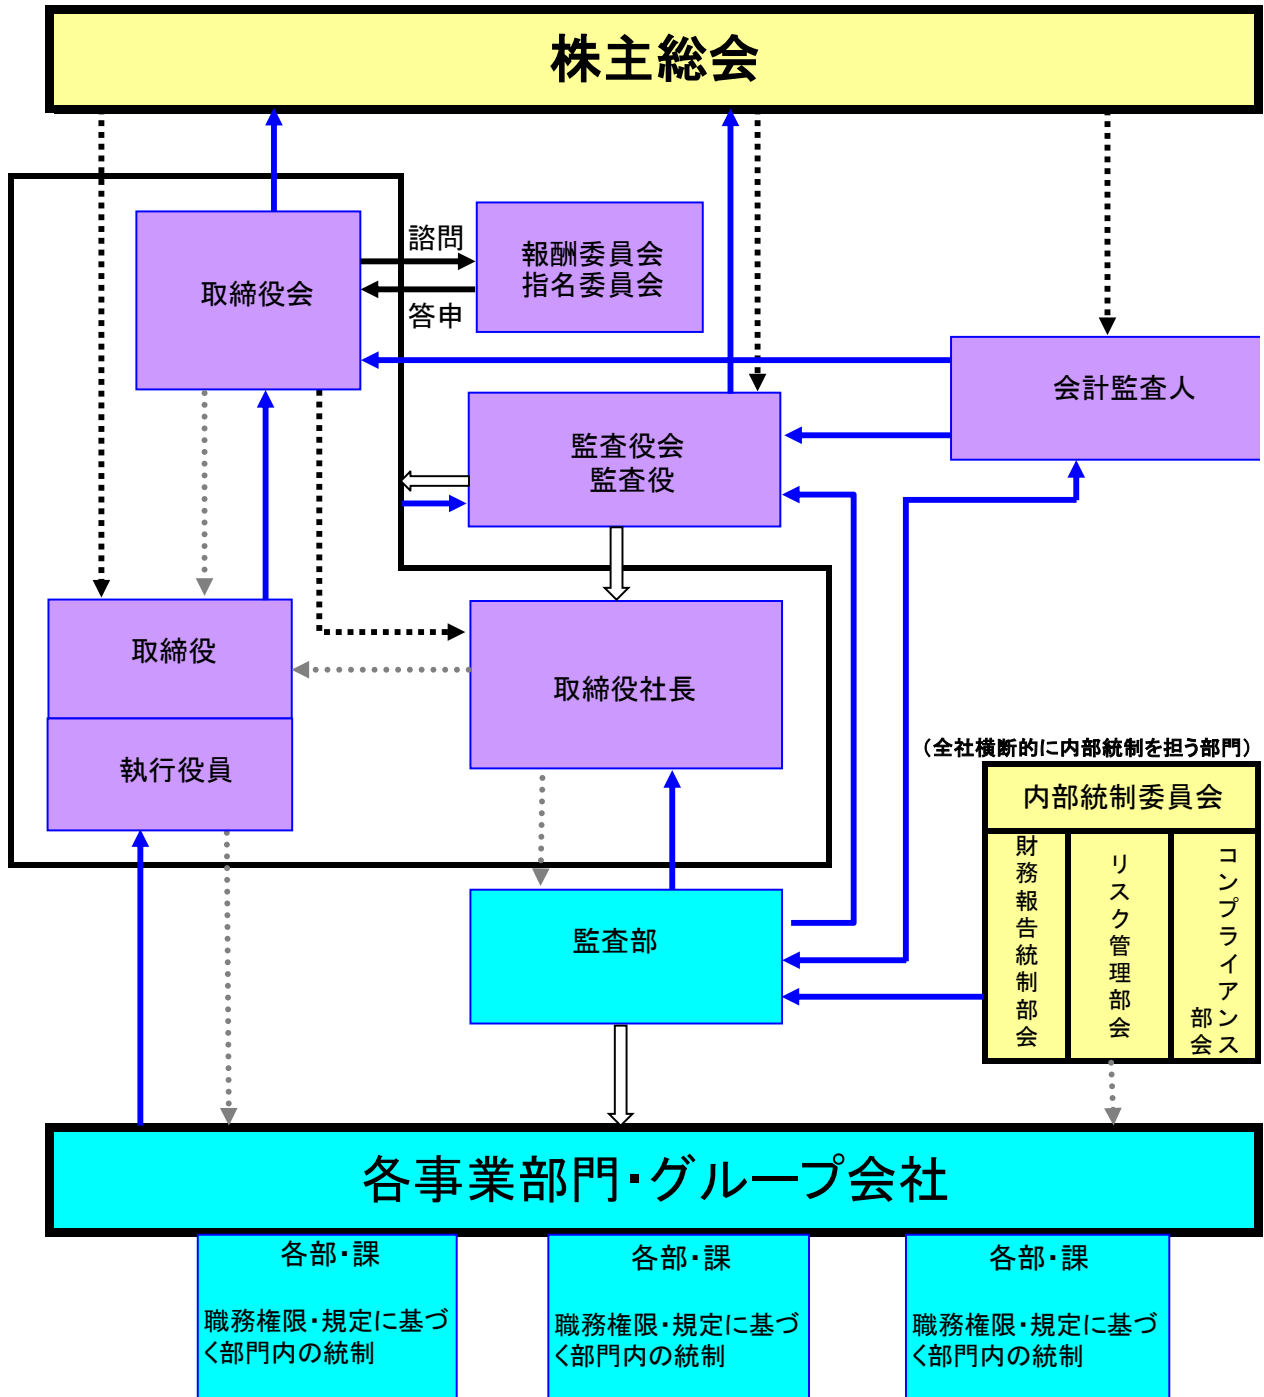 株主総会
諮問
報酬委員会
指名委員会
取締役会
答申
会計監査人
監査役会
監査役
取締役
取締役社長
執行役員
（全社横断的に内部統制を担う部門）
内部統制委員会
財務報告統制部会
リスク管理部会
コンプライアンス
部会
監査部
各事業部門・グループ会社
各部・課
職務権限・規定に基づ
く部門内の統制
各部・課
職務権限・規定に基づ
く部門内の統制
各部・課
職務権限・規定に基づ
く部門内の統制